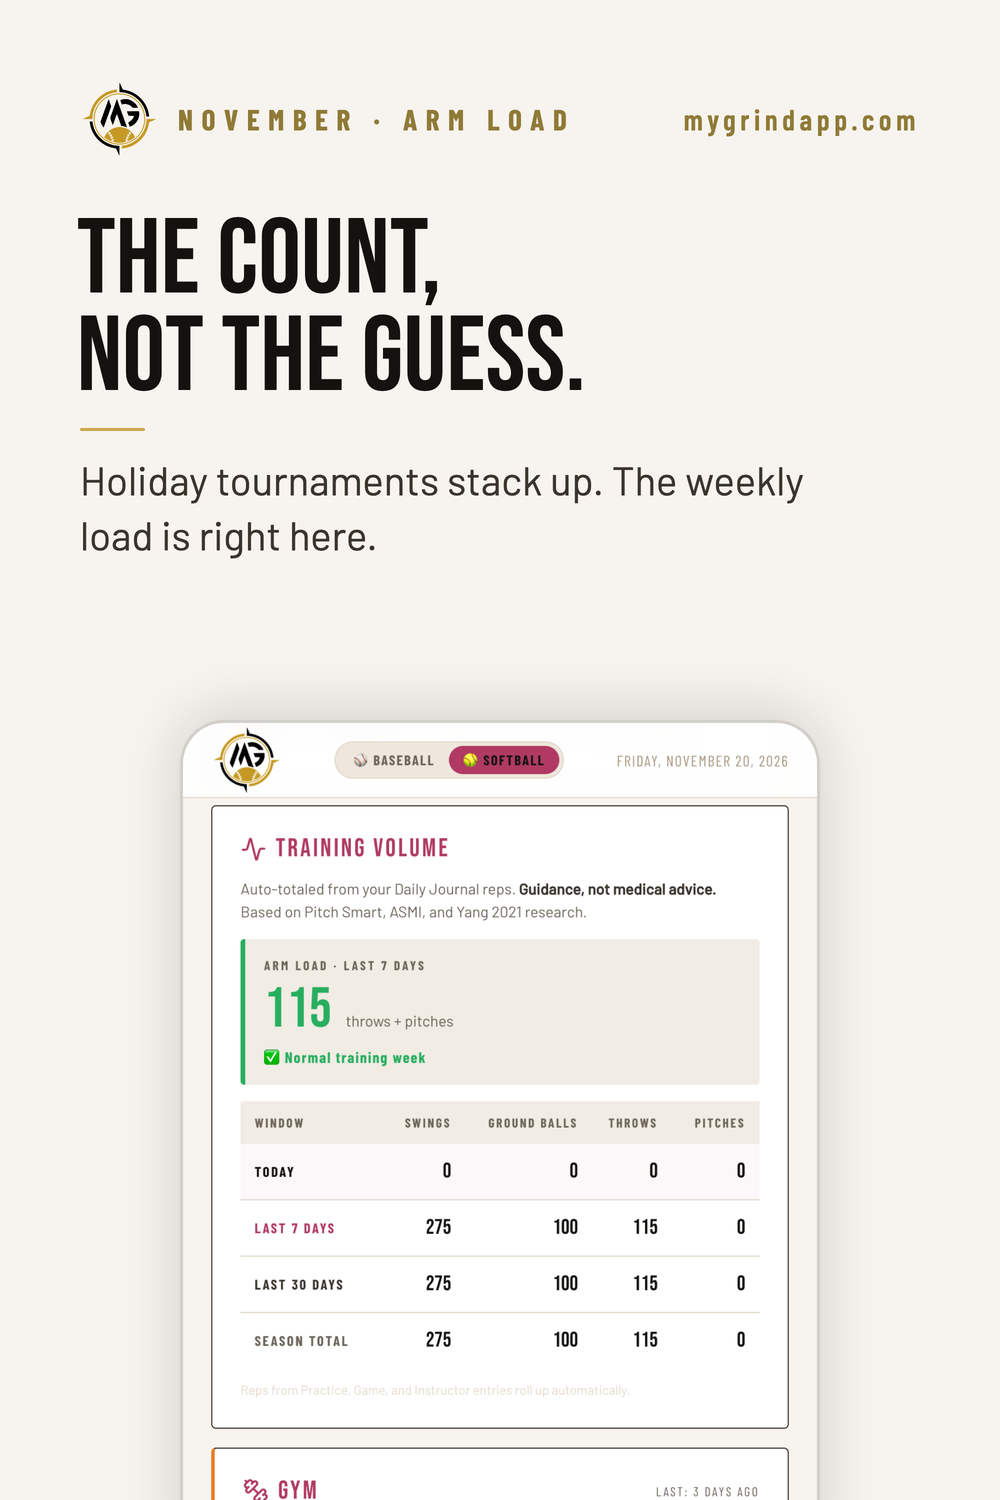 MG
NOVEMBER · ARM LOAD
mygrindapp.com
THE COUNT,
NOT THE GUESS.
Holiday tournaments stack up. The weekly
load is right here.
MG
BASEBALL
SOFTBALL
FRIDAY, NOVEMBER 20, 2026
TRAINING VOLUME
Auto-totaled from your Daily Journal reps. Guidance, not medical advice.
Based on Pitch Smart, ASMI, and Yang 2021 research.
ARM LOAD · LAST 7 DAYS
115 throws + pitches
✅ Normal training week
WINDOW SWINGS GROUND BALLS THROWS PITCHES
TODAY 0 0 0 0
LAST 7 DAYS 275 100 115 0
LAST 30 DAYS 275 100 115 0
SEASON TOTAL 275 100 115 0
Reps from Practice, Game, and Instructor entries roll up automatically.
GYM
LAST: 3 DAYS AGO